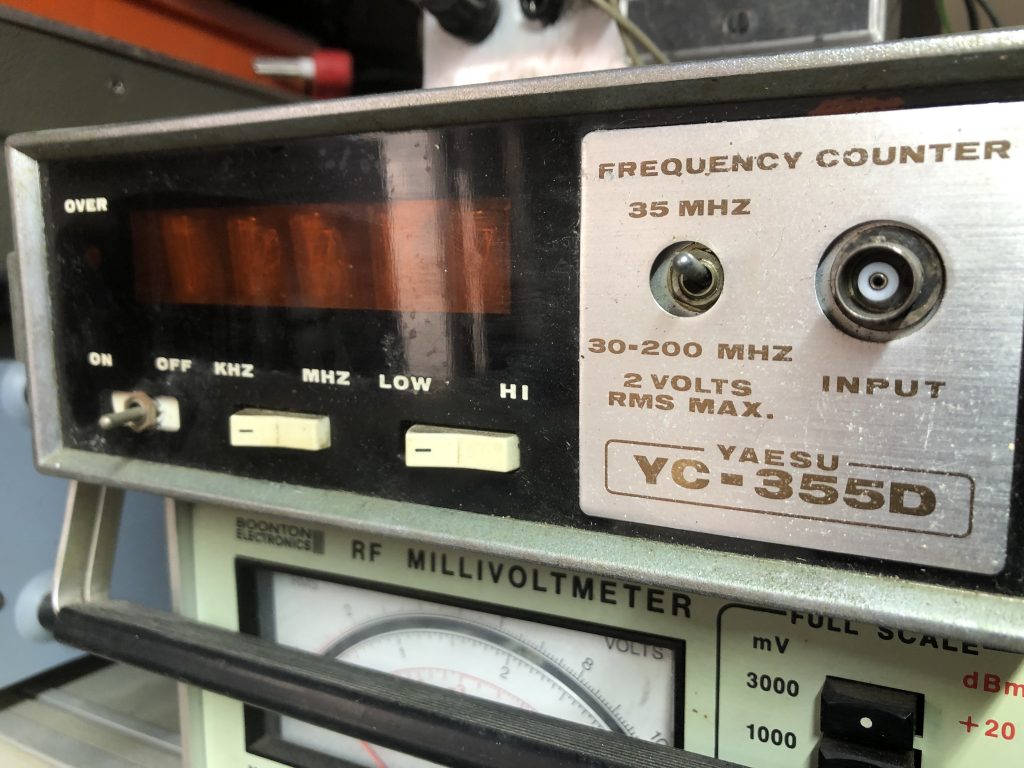 FREQUENCY COUNTER
OVER
35 MHZ
ON OFF KHZ MHZ LOW HI
30-200 MHZ
2 VOLTS
RMS MAX.
INPUT
YAESU
YC-355D
BOONTON
ELECTRONICS
RF MILLIVOLTMETER
VOLTS
2
8
10
FULL SCALE
mV
dBm
3000
+20
1000